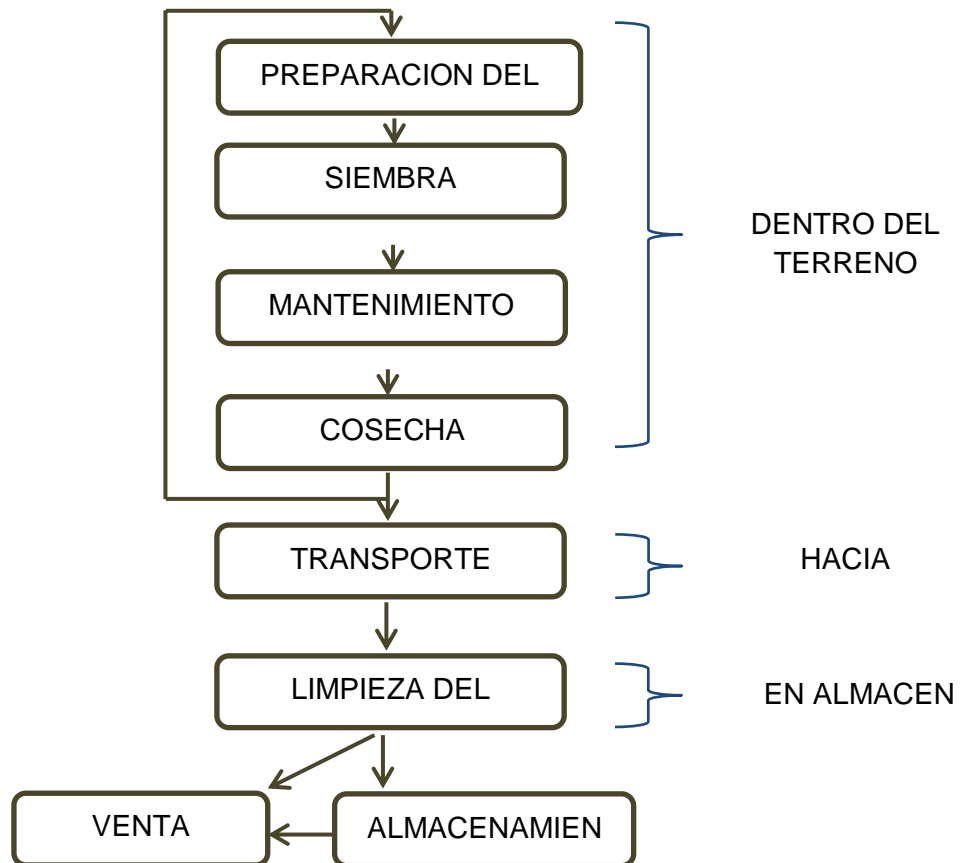 PREPARACION DEL
SIEMBRA
DENTRO DEL
TERRENO
MANTENIMIENTO
COSECHA
TRANSPORTE
HACIA
LIMPIEZA DEL
EN ALMACEN
VENTA
ALMACENAMIEN